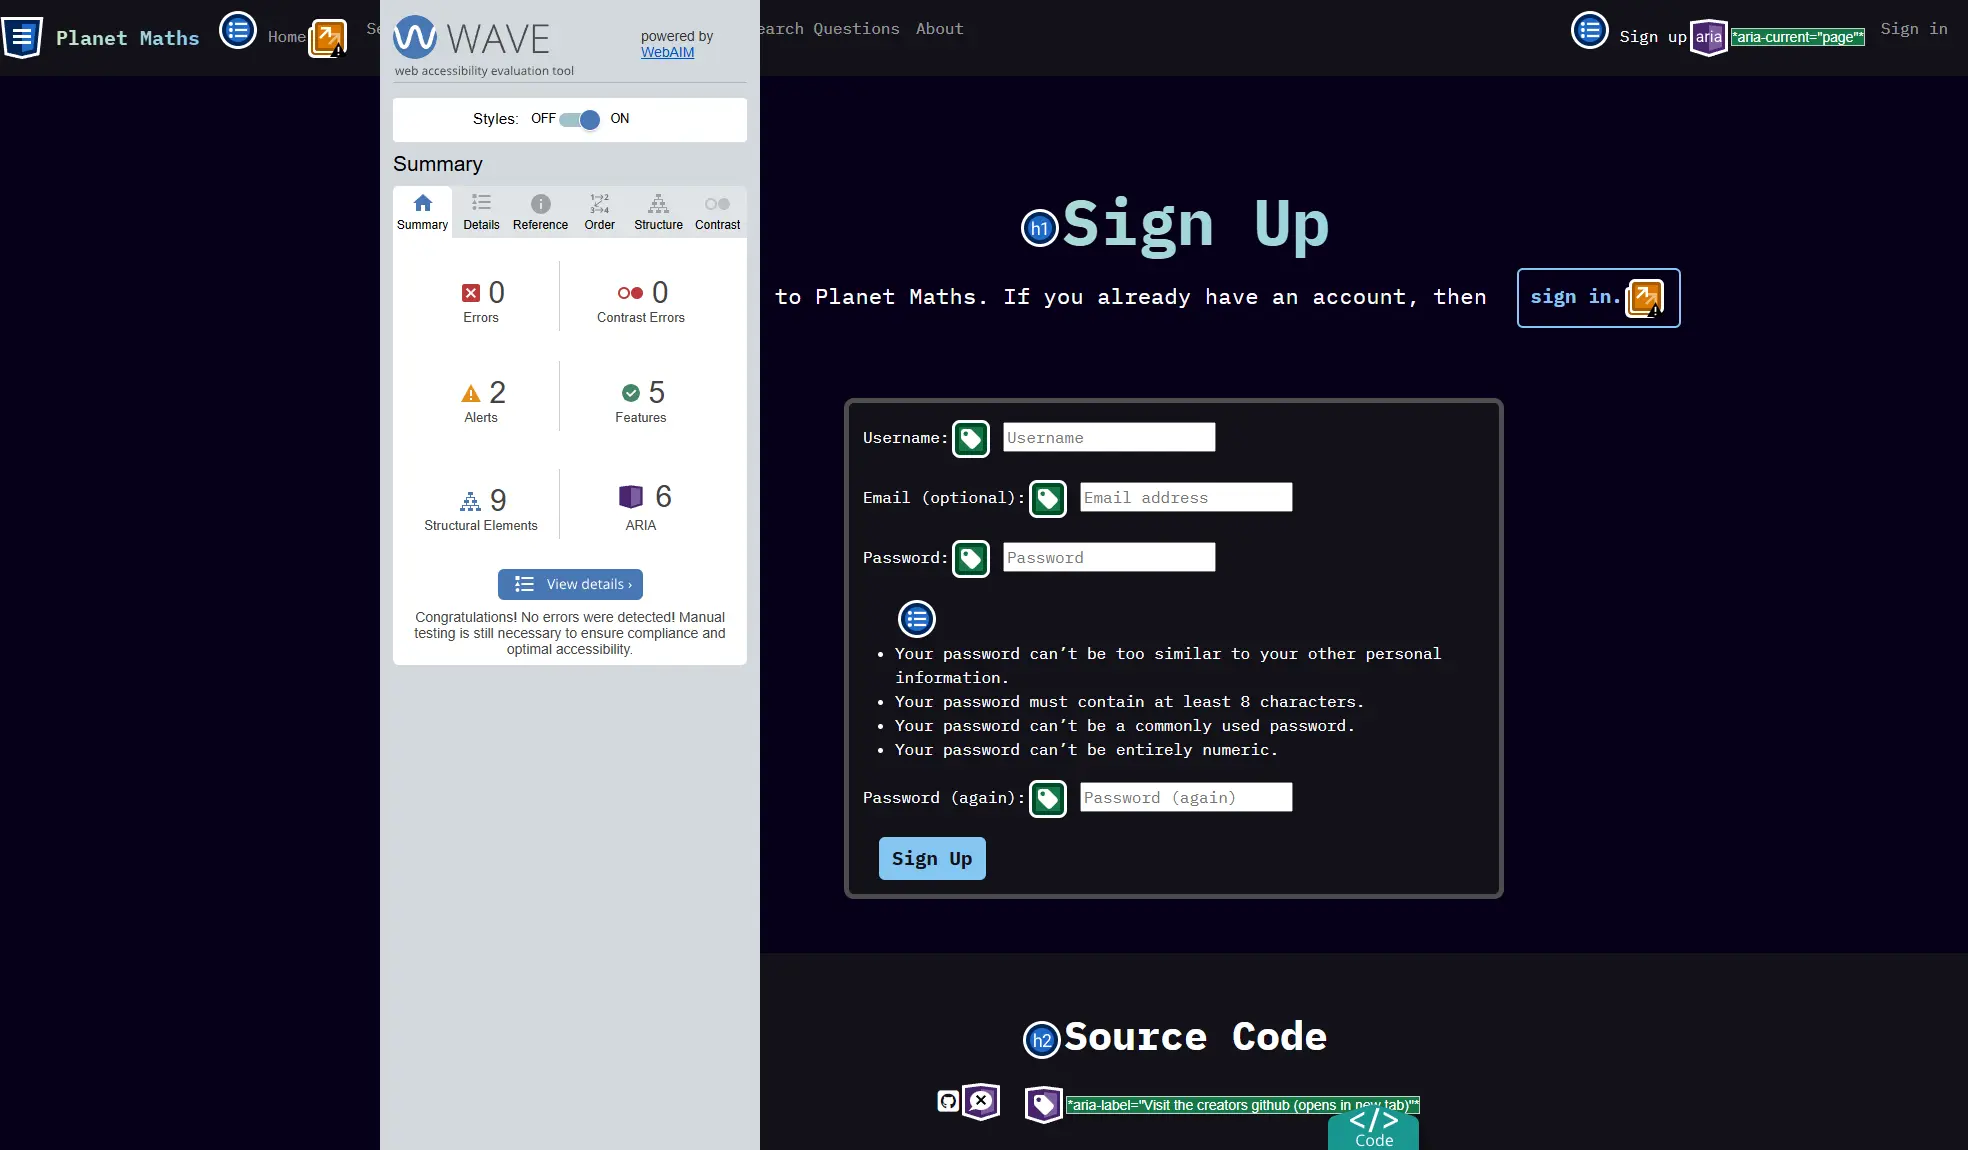 Planet Maths
Home
Se
earch Questions
About
Sign up
aria
*aria-current="page"*
Sign in
WAVE
powered by
WebAIM
web accessibility evaluation tool
Styles: OFF ON
Summary
Summary
Details
Reference
1 2
3 4
Order
Structure
Contrast
0
Errors
0
Contrast Errors
2
Alerts
5
Features
9
Structural Elements
6
ARIA
View details ›
Congratulations! No errors were detected! Manual
testing is still necessary to ensure compliance and
optimal accessibility.
h1
Sign Up
to Planet Maths. If you already have an account, then
sign in.
Username:
Username
Email (optional):
Email address
Password:
Password
• Your password can’t be too similar to your other personal
information.
• Your password must contain at least 8 characters.
• Your password can’t be a commonly used password.
• Your password can’t be entirely numeric.
Password (again):
Password (again)
Sign Up
h2
Source Code
*aria-label="Visit the creators github (opens in new tab)"*
</>
Code